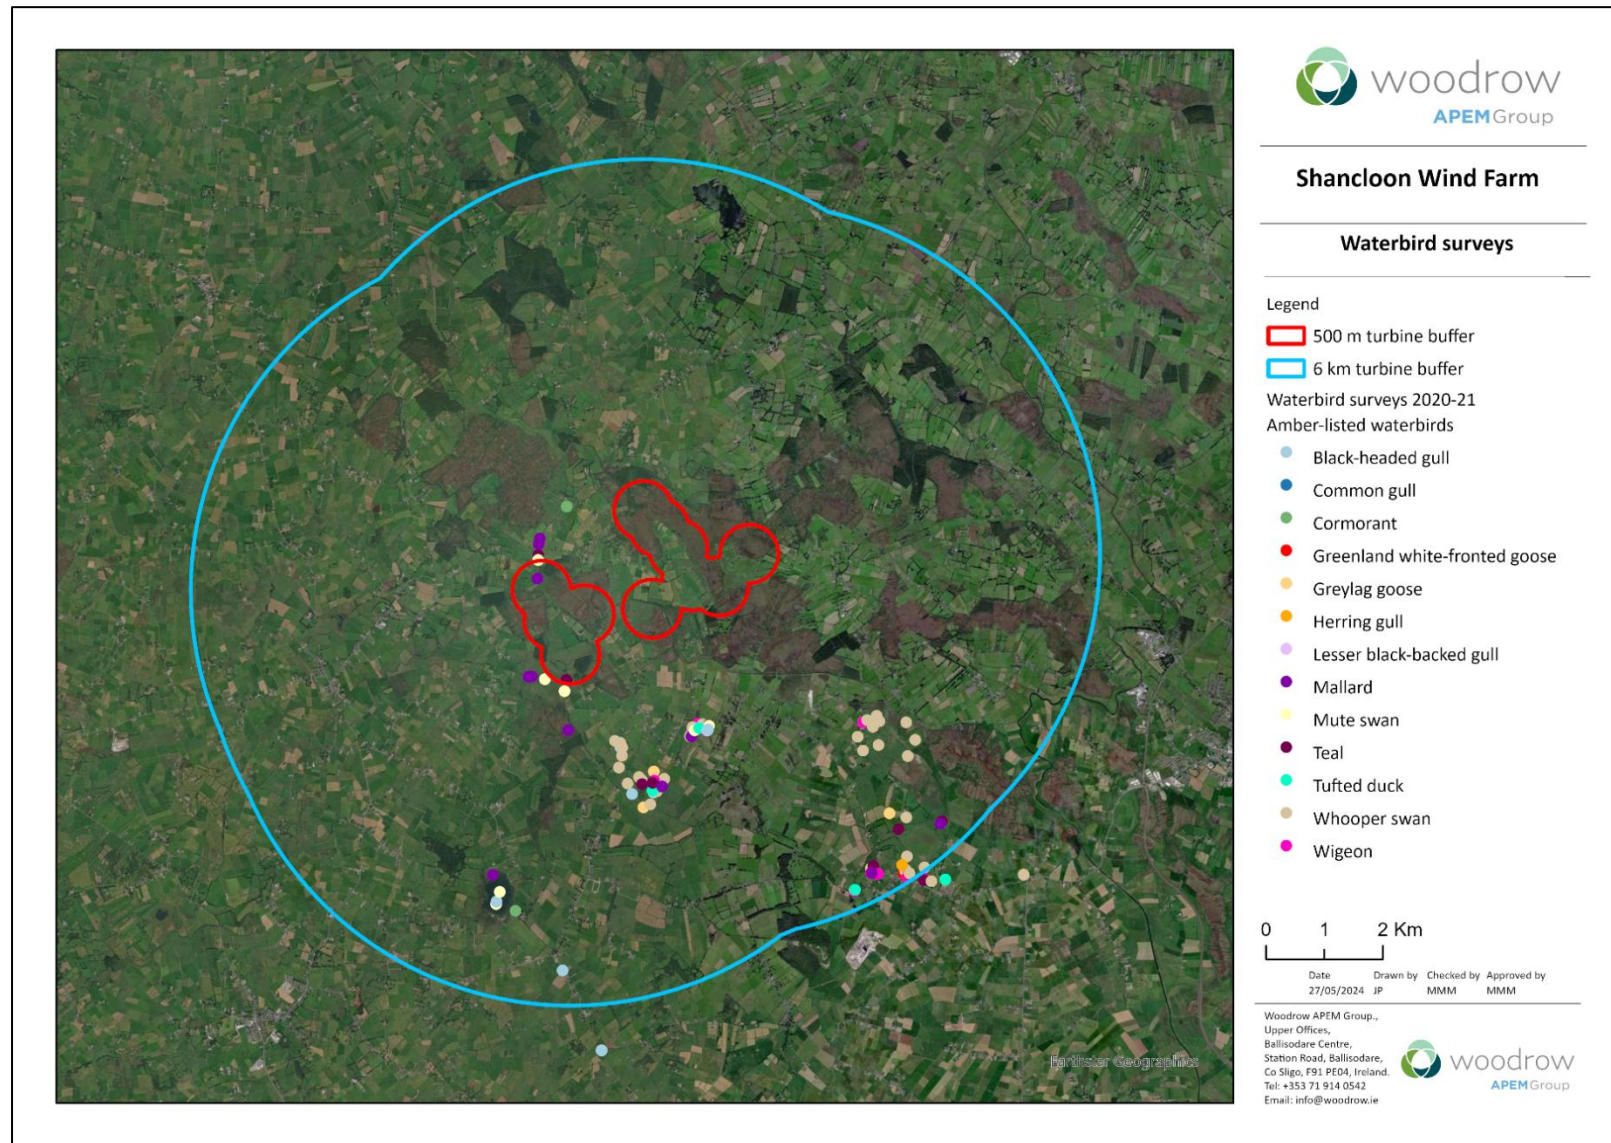 woodrow
APEM Group
Shancloon Wind Farm
Waterbird surveys
Legend
500 m turbine buffer
6 km turbine buffer
Waterbird surveys 2020-21
Amber-listed waterbirds
Black-headed gull
Common gull
Cormorant
Greenland white-fronted goose
Greylag goose
Herring gull
Lesser black-backed gull
Mallard
Mute swan
Teal
Tufted duck
Whooper swan
Wigeon
0 1 2 Km
Date Drawn by Checked by Approved by
27/05/2024 JP MMM MMM
Woodrow APEM Group.,
Upper Offices,
Ballisodare Centre,
Station Road, Ballisodare,
Co Sligo, F91 PE04, Ireland.
Tel: +353 71 914 0542
Email: info@woodrow.ie
woodrow
APEM Group
Earthstar Geographics